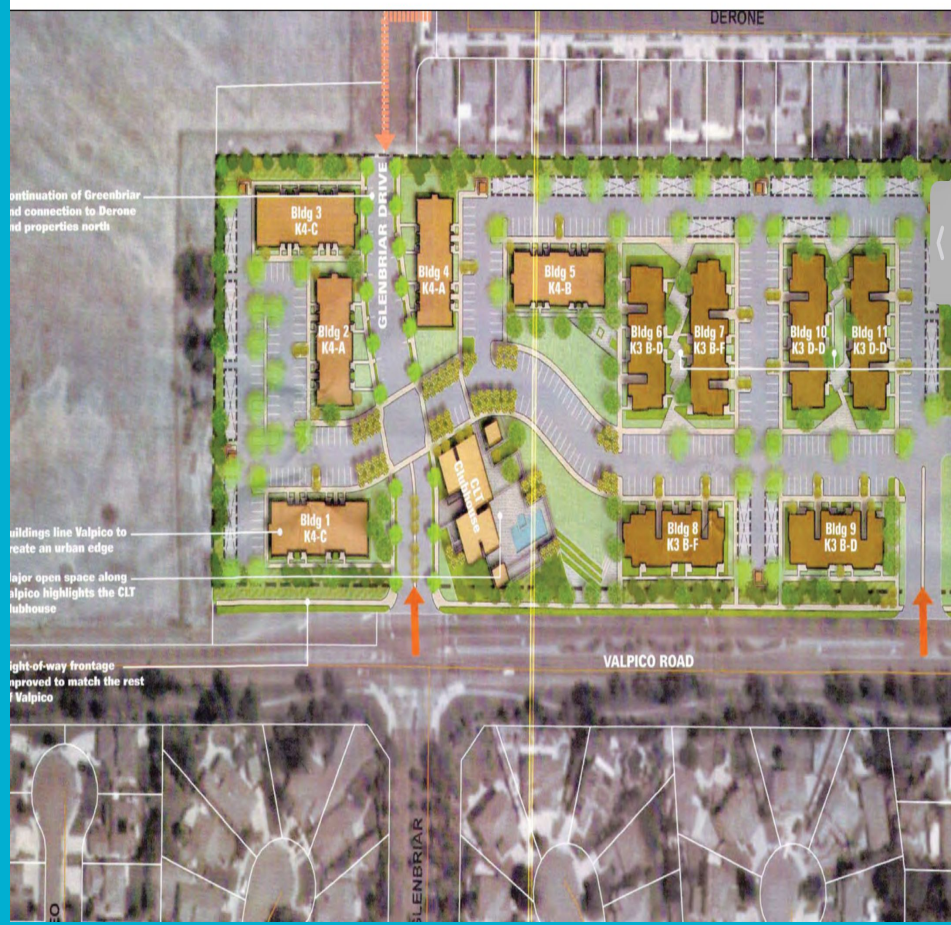 DERONE
ontinuation of Greenbriar
nd connection to Derone
nd properties north
GLENBRIAR DRIVE
Bldg 3
K4-C
Bldg 4
K4-A
Bldg 5
K4-B
Bldg 2
K4-A
Bldg 6
K3 B-D
Bldg 7
K3 B-F
Bldg 10
K3 D-D
Bldg 11
K3 D-D
CLT
Clubhouse
Bldg 1
K4-C
Bldg 8
K3 B-F
Bldg 9
K3 B-D
uildings line Valpico to
reate an urban edge
ajor open space along
alpico highlights the CLT
lubhouse
ight-of-way frontage
mproved to match the rest
f Valpico
VALPICO ROAD
GLENBRIAR
EO